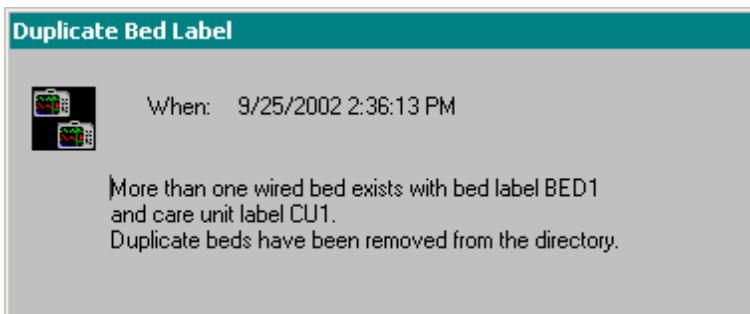 Duplicate Bed Label
When: 9/25/2002 2:36:13 PM
More than one wired bed exists with bed label BED1
and care unit label CU1.
Duplicate beds have been removed from the directory.